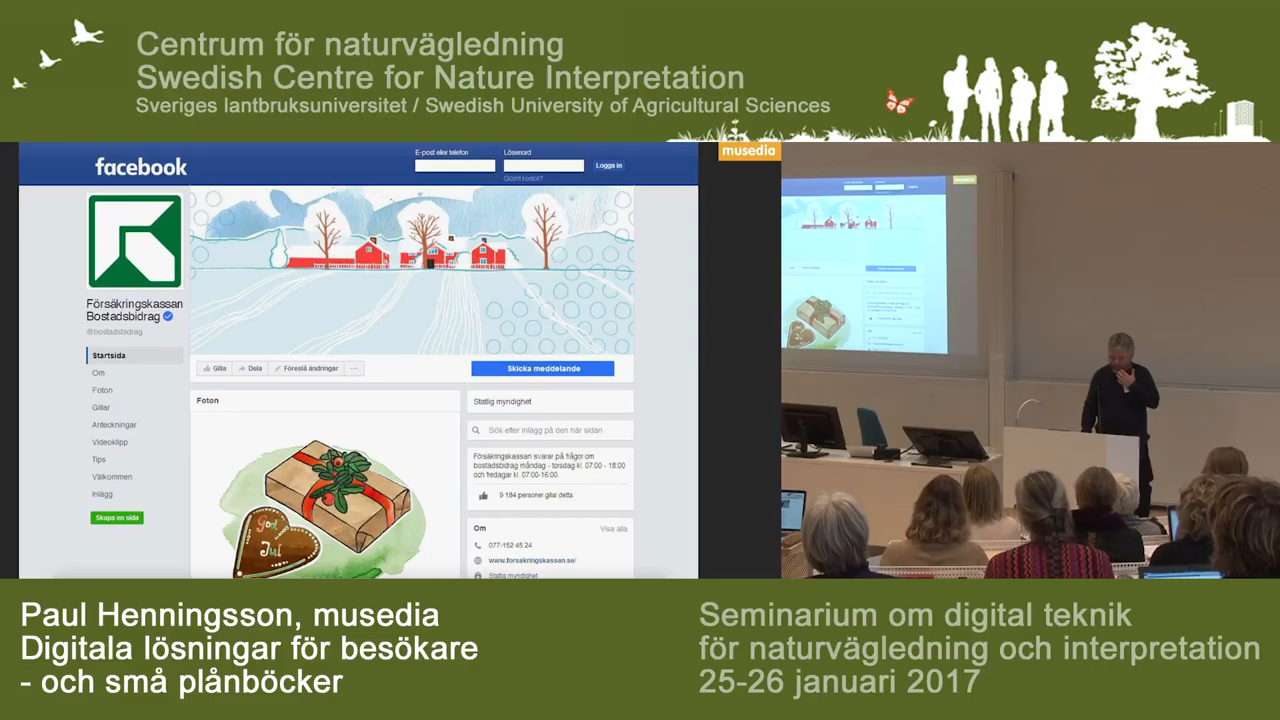 Centrum för naturvägledning
Swedish Centre for Nature Interpretation
Sveriges lantbruksuniversitet / Swedish University of Agricultural Sciences
musedia
facebook
E-post eller telefon
Lösenord
Logga in
Glömt kontot?
Försäkringskassan
Bostadsbidrag
@bostadsbidrag
Startsida
Om
Foton
Gillar
Anteckningar
Videoklipp
Tips
Välkommen
Inlägg
Skapa en sida
Gilla
Dela
Föreslå ändringar
Skicka meddelande
Foton
God
Jul
Statlig myndighet
Sök efter inlägg på den här sidan
Försäkringskassan svarar på frågor om
bostadsbidrag måndag - torsdag kl. 07:00 - 18:00
och fredagar kl. 07:00-16:00.
9 184 personer gillar detta
Om
Visa alla
077-152 45 24
www.forsakringskassan.se/
Statlig myndighet
Paul Henningsson, musedia
Digitala lösningar för besökare
- och små plånböcker
Seminarium om digital teknik
för naturvägledning och interpretation
25-26 januari 2017